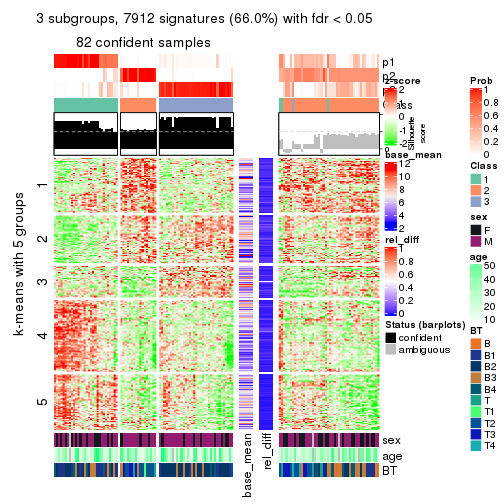 3 subgroups, 7912 signatures (66.0%) with fdr < 0.05
82 confident samples
p1
p2
z-score
2
1
-2
Silhouette
score
base_mean
12
10
8
6
4
2
rel_diff
1
0.8
0.6
0.4
0.2
0
Status (barplots)
confident
ambiguous
k-means with 5 groups
1
2
3
4
5
base_mean
rel_diff
sex
age
BT
Prob
1
0.8
0.6
0.4
0.2
0
Class
1
2
3
sex
F
M
age
50
40
30
20
10
BT
B
B1
B2
B3
B4
T
T1
T2
T3
T4